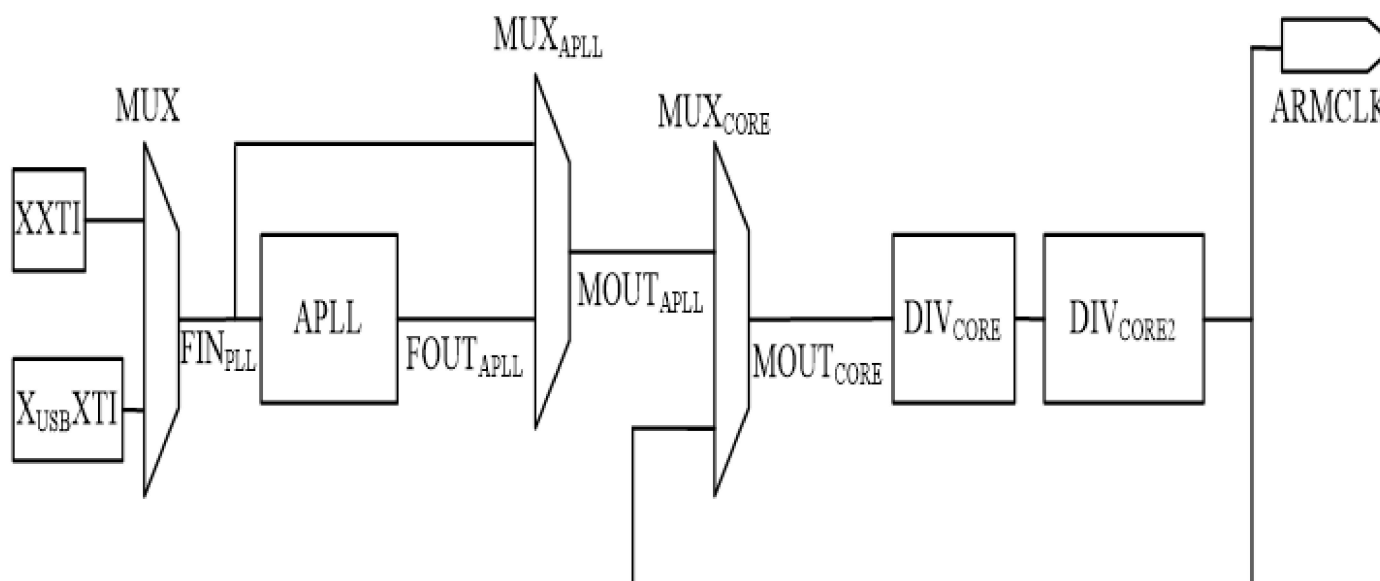 MUX_APLL
MUX
MUX_CORE
ARMCLK
XXTI
APLL
MOUT_APLL
DIV_CORE
DIV_CORE2
FIN_PLL
FOUT_APLL
MOUT_CORE
X_USBXTI